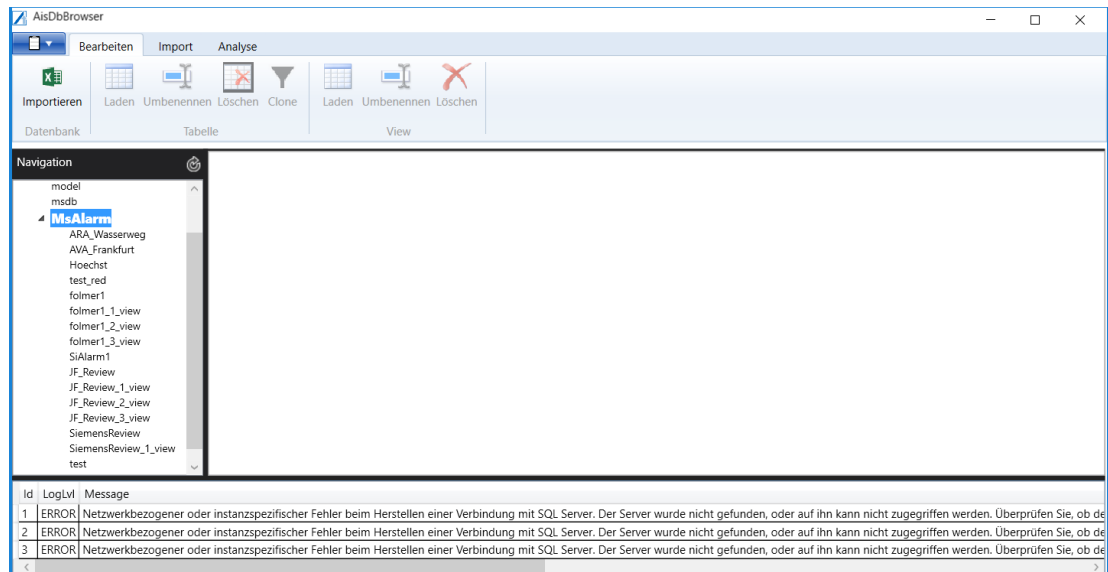 AisDbBrowser
Bearbeiten Import Analyse
Importieren Laden Umbenennen Löschen Clone Laden Umbenennen Löschen
Datenbank Tabelle View
Navigation
model
msdb
MsAlarm
ARA_Wasserweg
AVA_Frankfurt
Hoechst
test_red
folmer1
folmer1_1_view
folmer1_2_view
folmer1_3_view
SiAlarm1
JF_Review
JF_Review_1_view
JF_Review_2_view
JF_Review_3_view
SiemensReview
SiemensReview_1_view
test
Id LogLvl Message
1 ERROR Netzwerkbezogener oder instanzspezifischer Fehler beim Herstellen einer Verbindung mit SQL Server. Der Server wurde nicht gefunden, oder auf ihn kann nicht zugegriffen werden. Überprüfen Sie, ob de
2 ERROR Netzwerkbezogener oder instanzspezifischer Fehler beim Herstellen einer Verbindung mit SQL Server. Der Server wurde nicht gefunden, oder auf ihn kann nicht zugegriffen werden. Überprüfen Sie, ob de
3 ERROR Netzwerkbezogener oder instanzspezifischer Fehler beim Herstellen einer Verbindung mit SQL Server. Der Server wurde nicht gefunden, oder auf ihn kann nicht zugegriffen werden. Überprüfen Sie, ob de